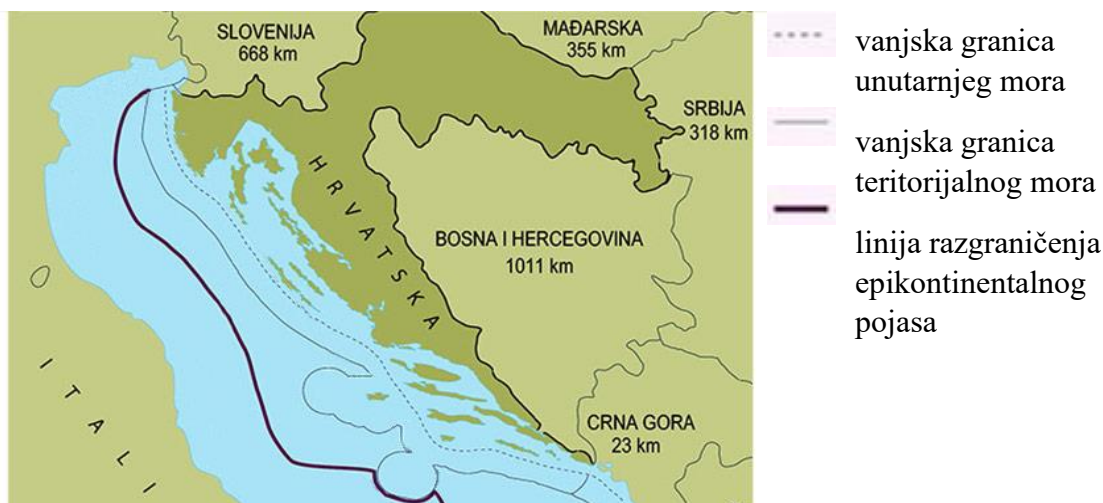 SLOVENIJA
668 km
MAĐARSKA
355 km
SRBIJA
318 km
HRVATSKA
BOSNA I HERCEGOVINA
1011 km
CRNA GORA
23 km
ITALI
vanjska granica
unutarnjeg mora
vanjska granica
teritorijalnog mora
linija razgraničenja
epikontinentalnog
pojasa